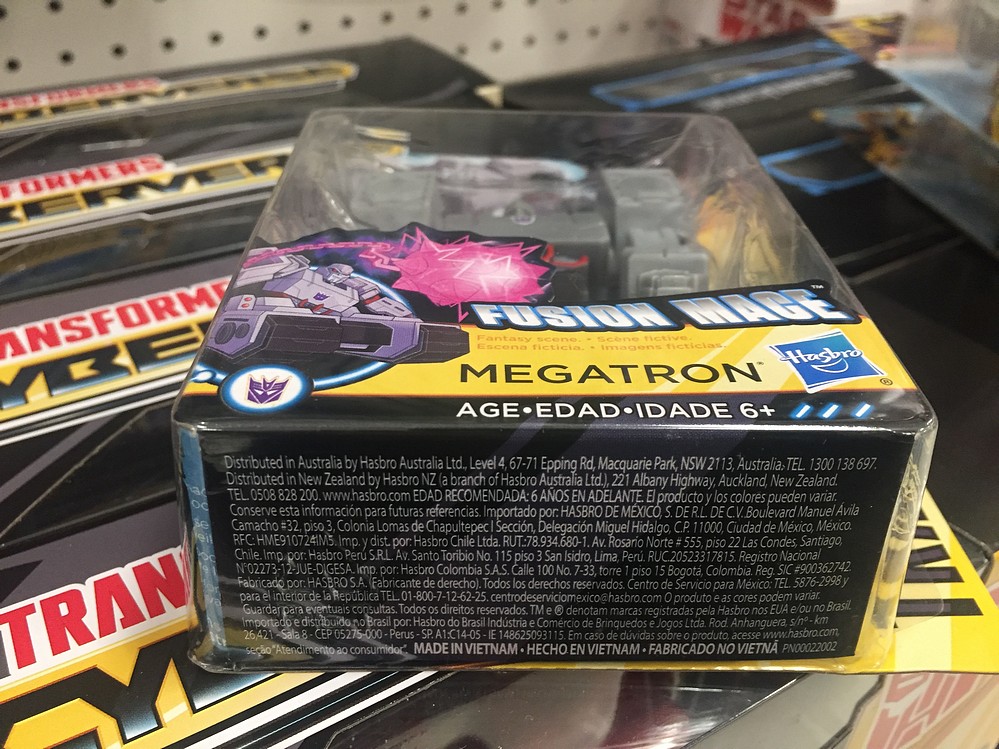 TRANSFORMERS
FORMERS
ANSFORME
YBE
TRAN
CY
FUSION MACE™
Fantasy scene. • Scène fictive.
Escena ficticia. • Imagens fictícias.
MEGATRON®
Hasbro®
AGE•EDAD•IDADE 6+
Distributed in Australia by Hasbro Australia Ltd., Level 4, 67-71 Epping Rd, Macquarie Park, NSW 2113, Australia. TEL. 1300 138 697.
Distributed in New Zealand by Hasbro NZ (a branch of Hasbro Australia Ltd.), 221 Albany Highway, Auckland, New Zealand.
TEL. 0508 828 200. www.hasbro.com EDAD RECOMENDADA: 6 AÑOS EN ADELANTE. El producto y los colores pueden variar.
Conserve esta información para futuras referencias. Importado por: HASBRO DE MÉXICO, S. DE R.L. DE C.V. Boulevard Manuel Ávila
Camacho #32, piso 3, Colonia Lomas de Chapultepec I Sección, Delegación Miguel Hidalgo, C.P. 11000, Ciudad de México, México.
RFC: HME910724IM5. Imp. y dist. por: Hasbro Chile Ltda. RUT.:78.934.680-1. Av. Rosario Norte # 555, piso 22 Las Condes, Santiago,
Chile. Imp. por: Hasbro Perú S.R.L. Av. Santo Toribio No. 115 piso 3 San Isidro, Lima, Perú. RUC.20523317815. Registro Nacional
N°02273-12-JUE-DIGESA. Imp. por: Hasbro Colombia S.A.S. Calle 100 No. 7-33, torre 1 piso 15 Bogotá, Colombia. Reg. SIC #900362742.
Fabricado por: HASBRO S.A. (Fabricante de derecho). Todos los derechos reservados. Centro de Servicio para México: TEL. 5876-2998 y
para el interior de la República TEL. 01-800-7-12-62-25. centrodeserviciomexico@hasbro.com O produto e as cores podem variar.
Guardar para eventuais consultas. Todos os direitos reservados. TM e ® denotam marcas registradas pela Hasbro nos EUA e/ou no Brasil.
Importado e distribuído no Brasil por: Hasbro do Brasil Indústria e Comércio de Brinquedos e Jogos Ltda. Rod. Anhanguera. s/nº - km
26,421 - Sala 8 - CEP 05275-000 - Perus - SP. A1:C14-05 - IE 148625093115. Em caso de dúvidas sobre o produto, acesse www.hasbro.com,
seção "Atendimento ao consumidor". MADE IN VIETNAM • HECHO EN VIETNAM • FABRICADO NO VIETNÃ PN00022002